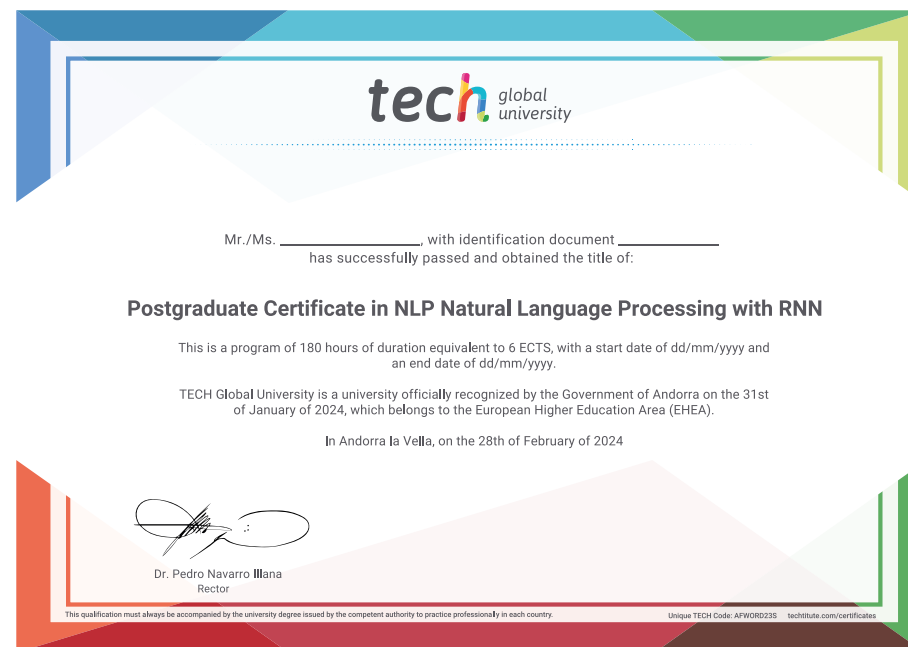 tech global
university
Mr./Ms. ____________________, with identification document ______________
has successfully passed and obtained the title of:
Postgraduate Certificate in NLP Natural Language Processing with RNN
This is a program of 180 hours of duration equivalent to 6 ECTS, with a start date of dd/mm/yyyy and
an end date of dd/mm/yyyy.
TECH Global University is a university officially recognized by the Government of Andorra on the 31st
of January of 2024, which belongs to the European Higher Education Area (EHEA).
In Andorra la Vella, on the 28th of February of 2024
Dr. Pedro Navarro Illana
Rector
This qualification must always be accompanied by the university degree issued by the competent authority to practice professionally in each country.
Unique TECH Code: AFWORD23S techtitute.com/certificates